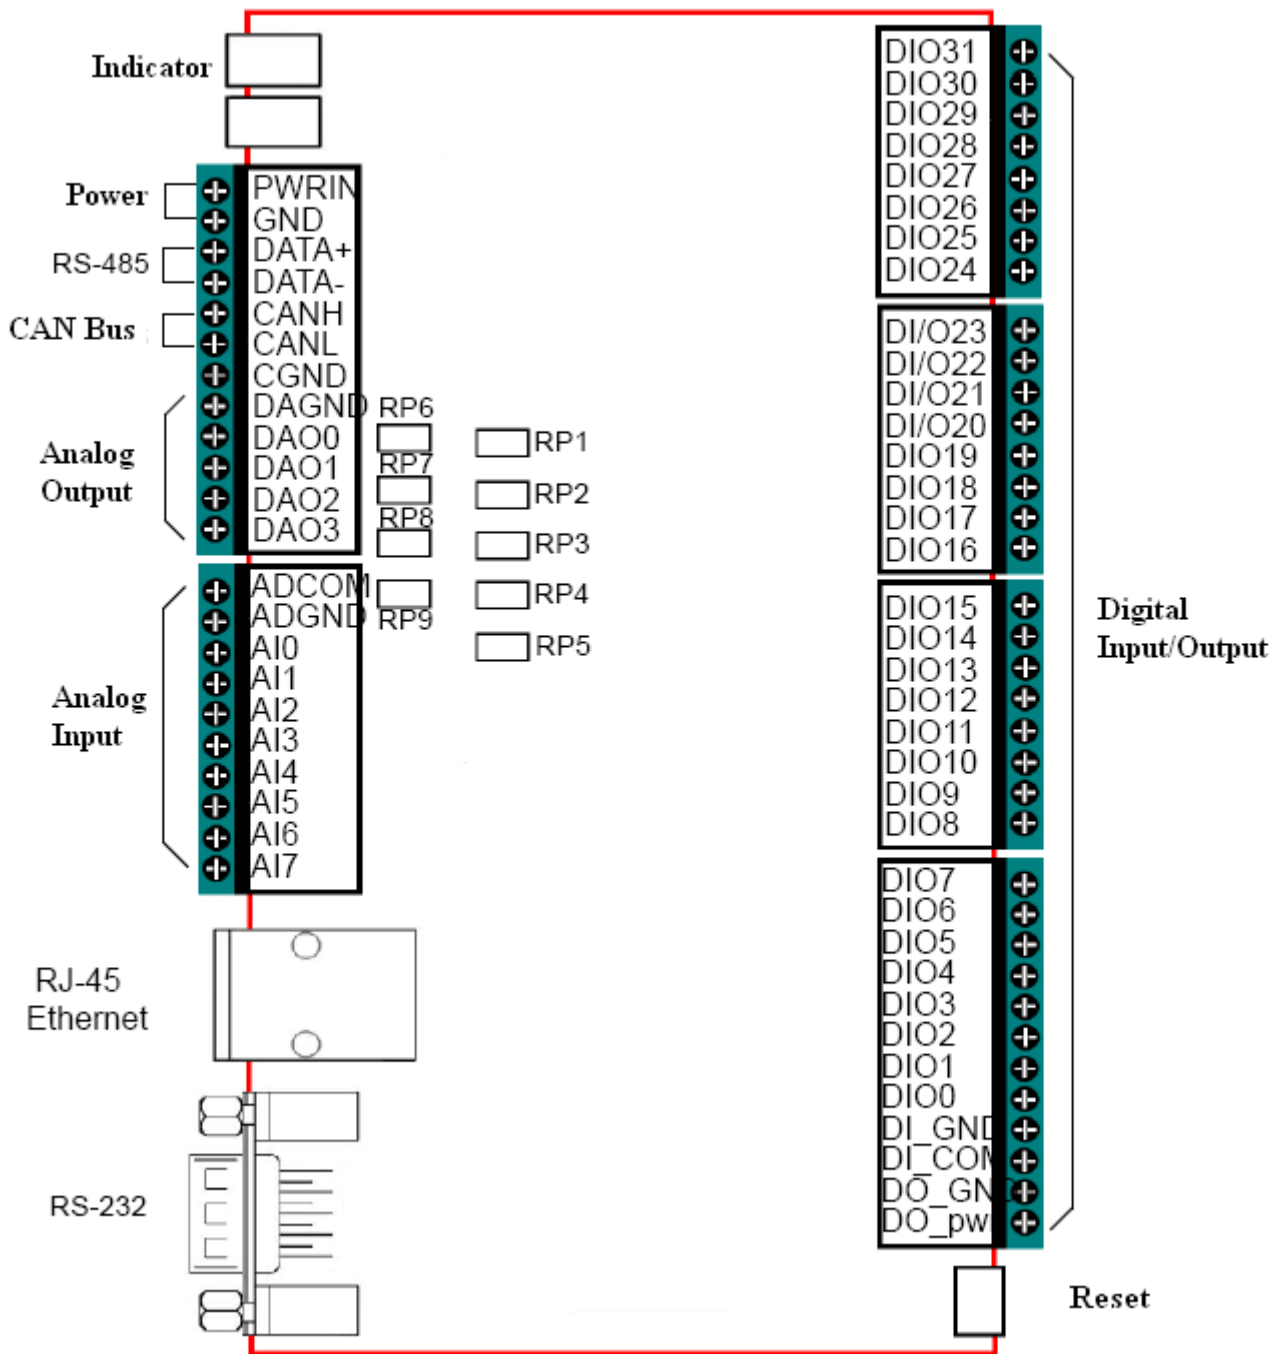 Indicator
Power
PWRIN
GND
RS-485
DATA+
DATA-
CAN Bus
CANH
CANL
CGND
Analog
Output
DAGND
DAO0
DAO1
DAO2
DAO3
RP6
RP7
RP8
RP9
RP1
RP2
RP3
RP4
RP5
Analog
Input
ADCOM
ADGND
AI0
AI1
AI2
AI3
AI4
AI5
AI6
AI7
RJ-45
Ethernet
RS-232
DIO31
DIO30
DIO29
DIO28
DIO27
DIO26
DIO25
DIO24
DI/O23
DI/O22
DI/O21
DI/O20
DIO19
DIO18
DIO17
DIO16
DIO15
DIO14
DIO13
DIO12
DIO11
DIO10
DIO9
DIO8
DIO7
DIO6
DIO5
DIO4
DIO3
DIO2
DIO1
DIO0
DI_GND
DI_COM
DO_GND
DO_pw
Digital
Input/Output
Reset